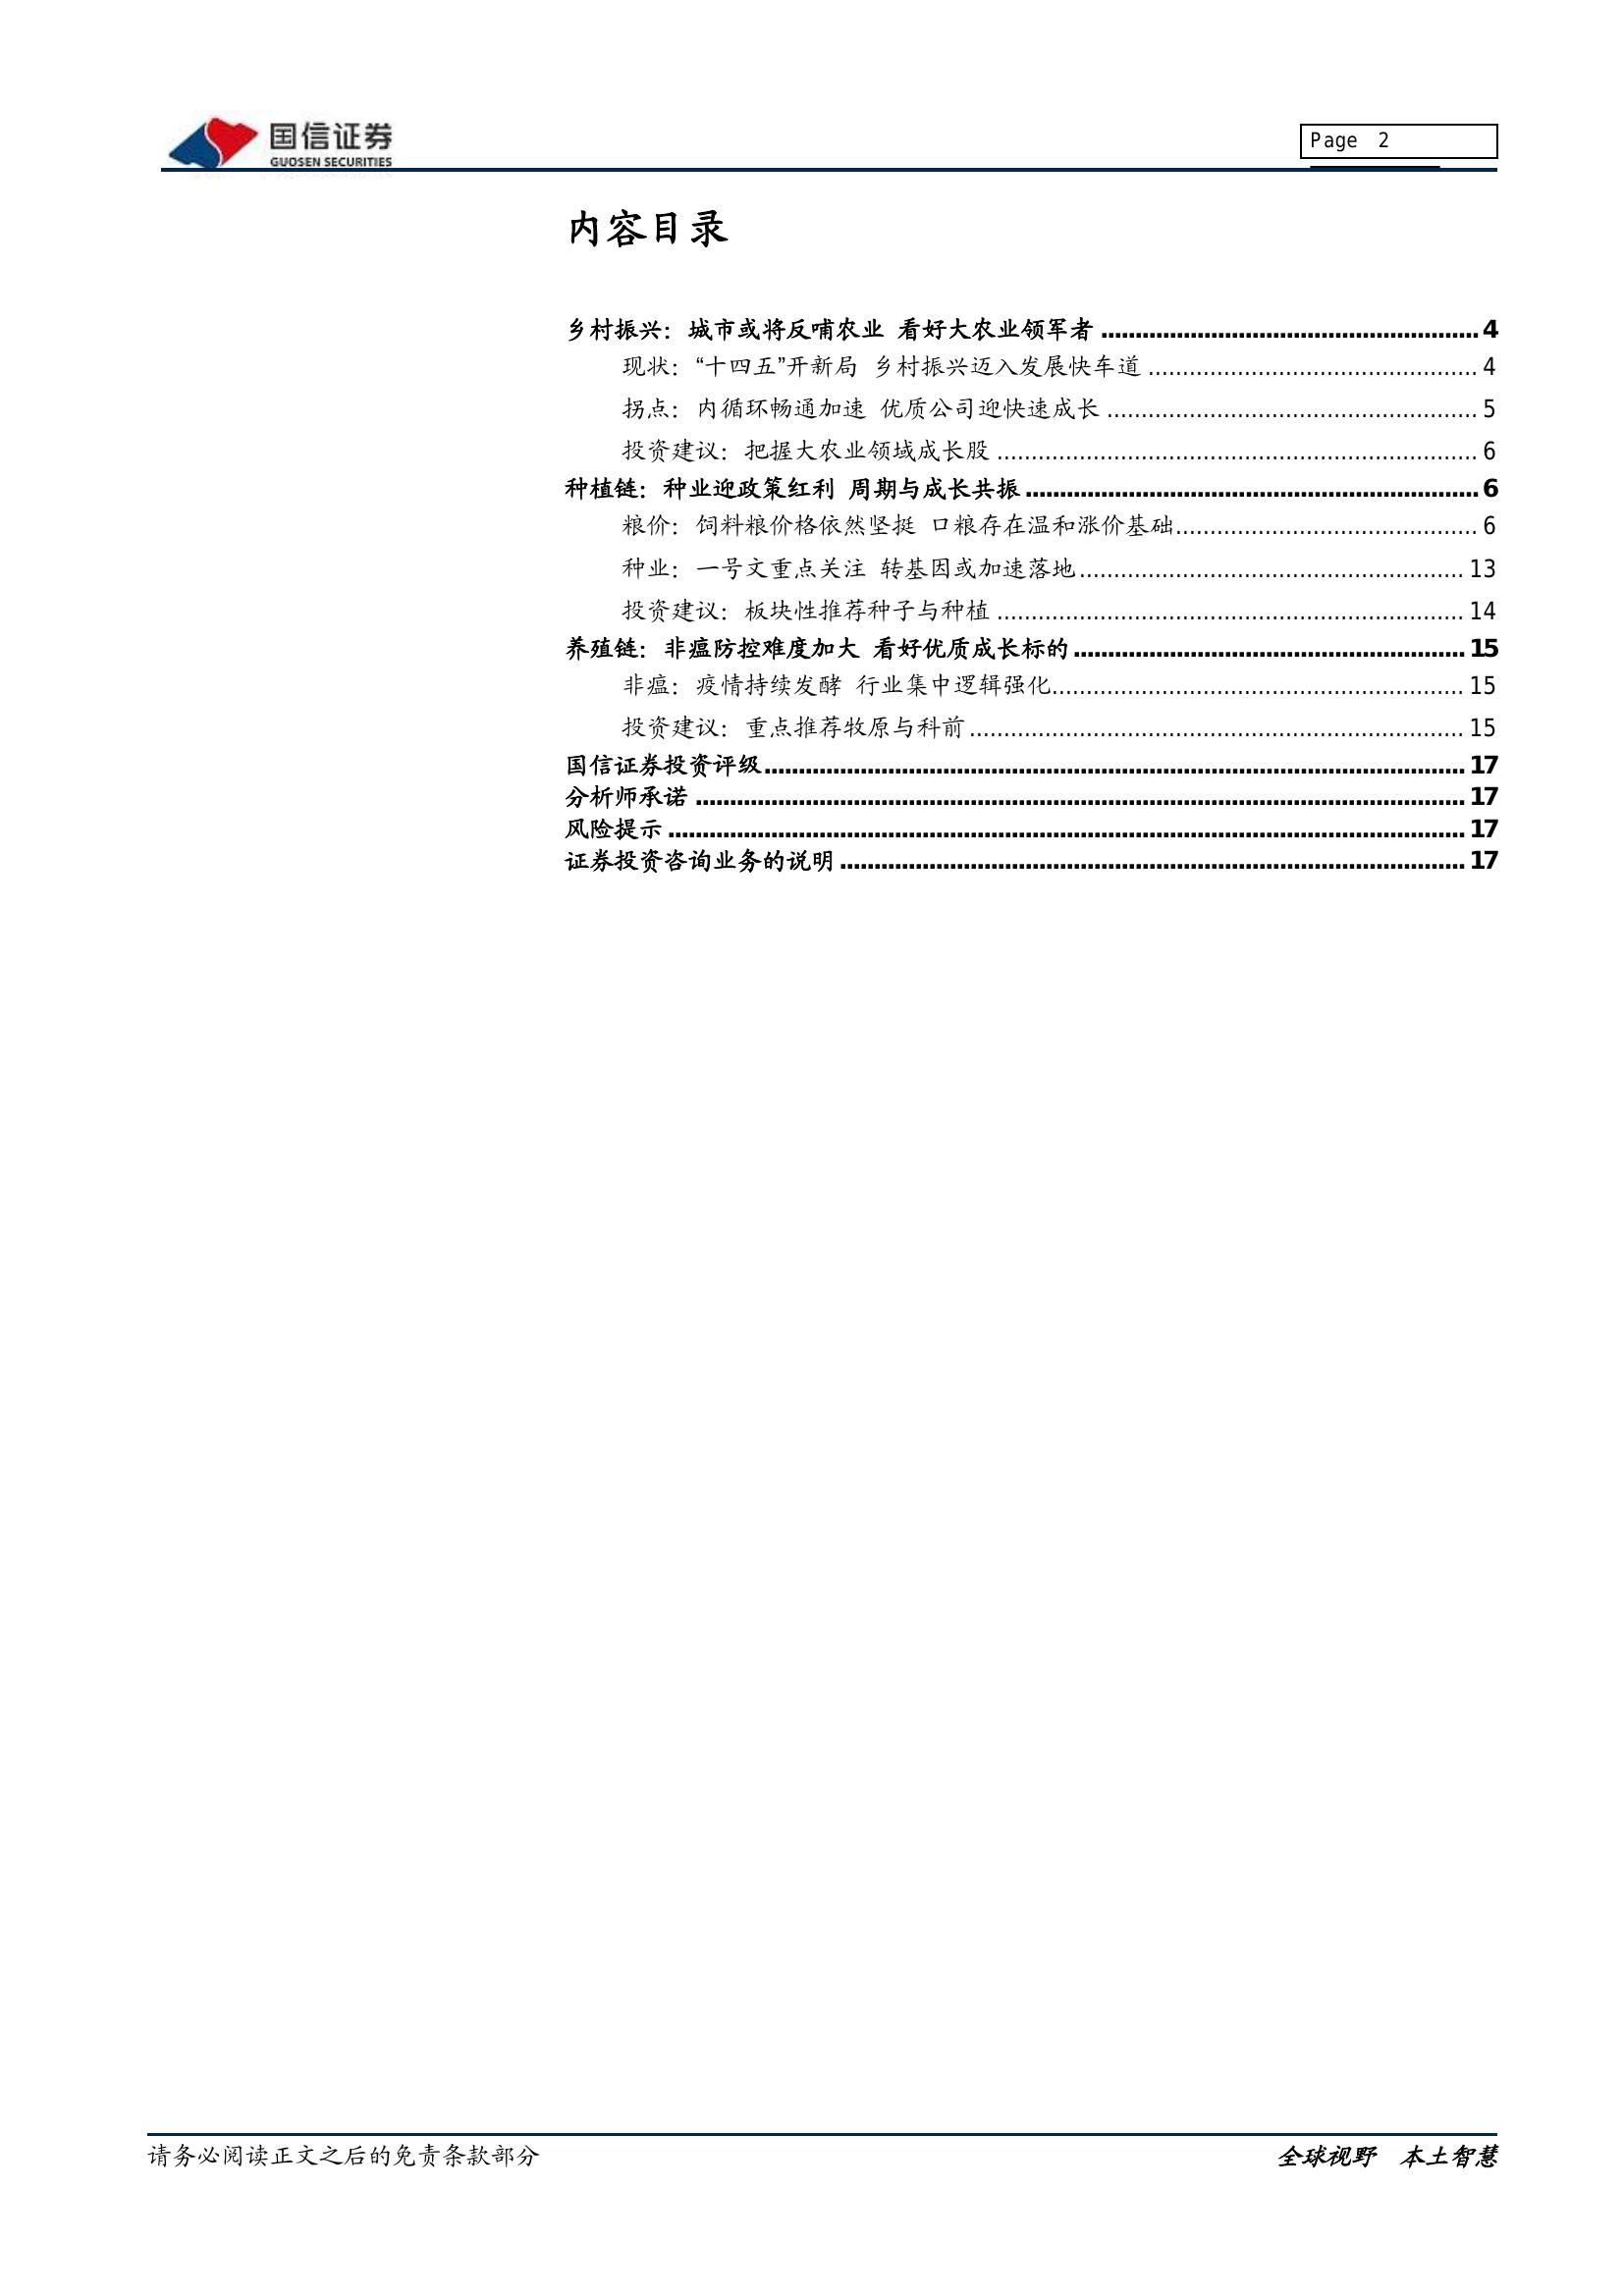 国信证券
GUOSEN SECURITIES
Page 2
内容目录
乡村振兴：城市或将反哺农业 看好大农业领军者 ........................................................ 4
现状：“十四五”开新局 乡村振兴迈入发展快车道 ................................................ 4
拐点：内循环畅通加速 优质公司迎快速成长 ...................................................... 5
投资建议：把握大农业领域成长股 ...................................................................... 6
种植链：种业迎政策红利 周期与成长共振 .................................................................. 6
粮价：饲料粮价格依然坚挺 口粮存在温和涨价基础............................................ 6
种业：一号文重点关注 转基因或加速落地........................................................ 13
投资建议：板块性推荐种子与种植 .................................................................... 14
养殖链：非瘟防控难度加大 看好优质成长标的 ......................................................... 15
非瘟：疫情持续发酵 行业集中逻辑强化............................................................ 15
投资建议：重点推荐牧原与科前 ........................................................................ 15
国信证券投资评级...................................................................................................... 17
分析师承诺 ................................................................................................................ 17
风险提示 .................................................................................................................... 17
证券投资咨询业务的说明 ........................................................................................... 17
请务必阅读正文之后的免责条款部分
全球视野 本土智慧